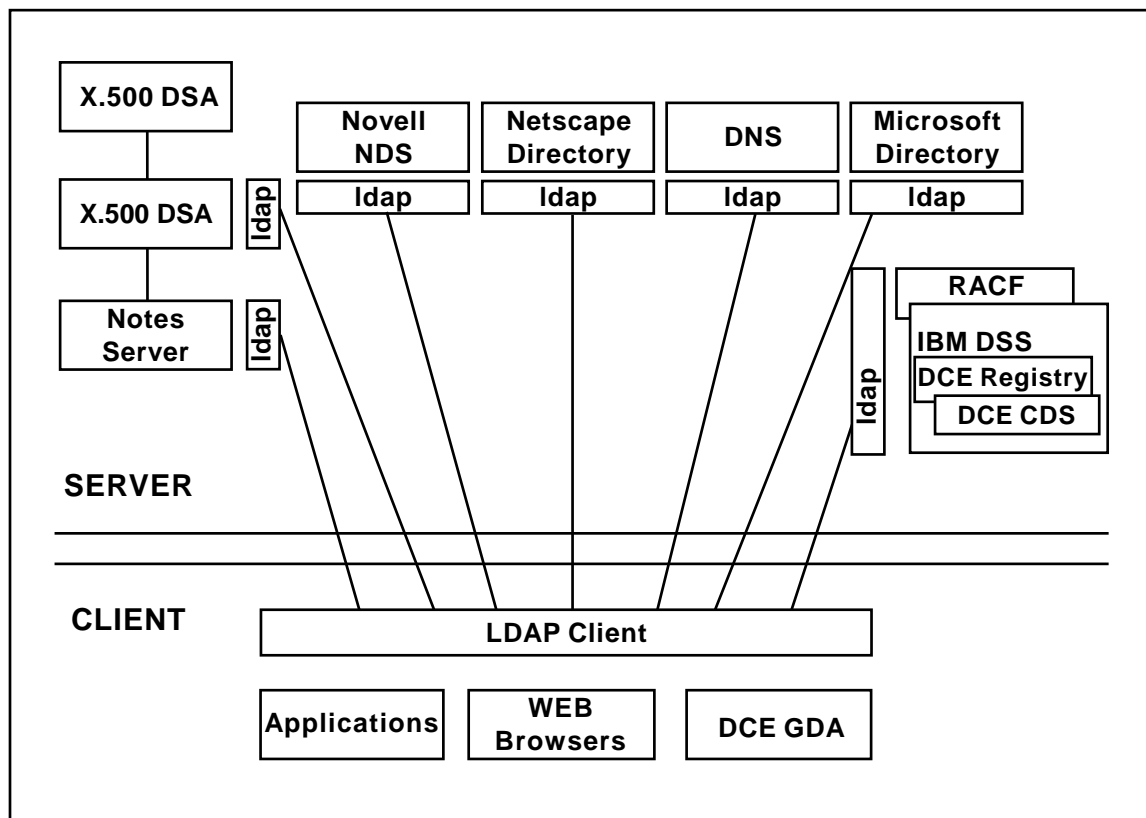 X.500 DSA
Novell
NDS
Netscape
Directory
DNS
Microsoft
Directory
X.500 DSA
ldap
ldap
ldap
ldap
ldap
Notes
Server
ldap
ldap
RACF
IBM DSS
DCE Registry
DCE CDS
SERVER
CLIENT
LDAP Client
Applications
WEB
Browsers
DCE GDA